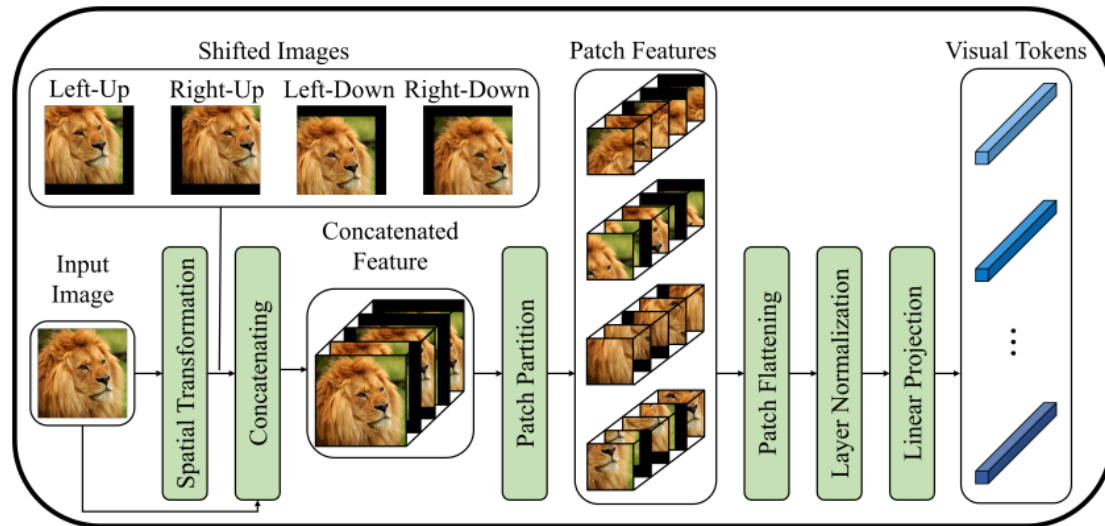 Shifted Images
Left-Up
Right-Up
Left-Down
Right-Down
Input
Image
Spatial Transformation
Concatenating
Concatenated
Feature
Patch Partition
Patch Features
Patch Flattening
Layer Normalization
Linear Projection
Visual Tokens
...